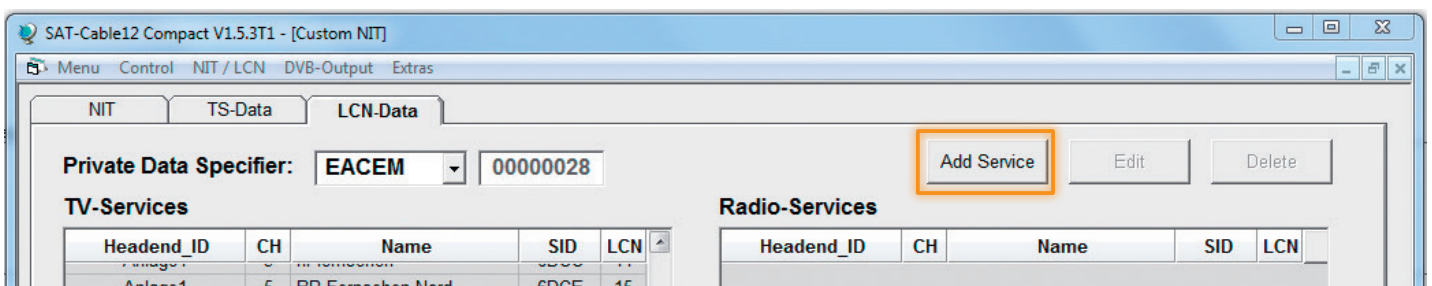 SAT-Cable12 Compact V1.5.3T1 - [Custom NIT]
Menu Control NIT / LCN DVB-Output Extras
NIT TS-Data LCN-Data
Private Data Specifier: EACEM 00000028 Add Service Edit Delete
TV-Services Radio-Services
Headend_ID CH Name SID LCN Headend_ID CH Name SID LCN